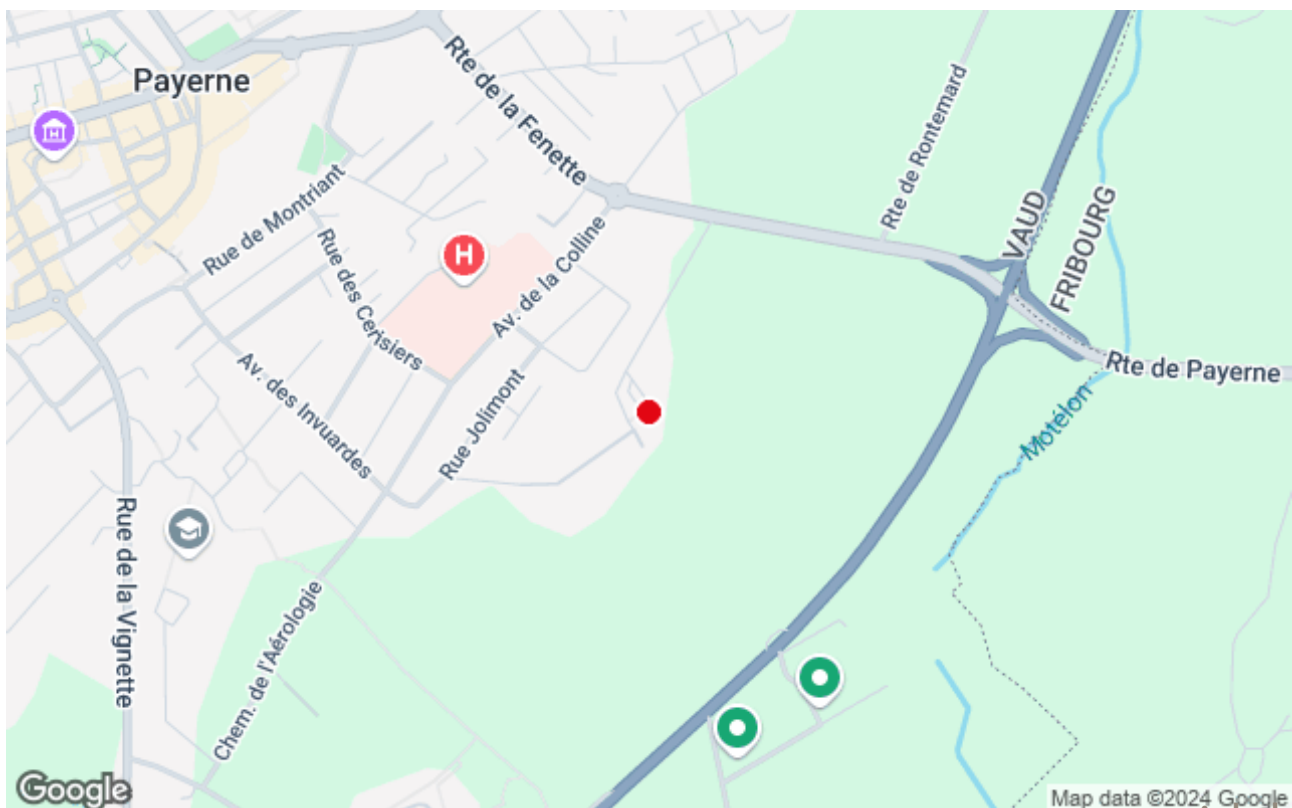 Payerne
Rte de la Fenette
Rte de Rontemard
VAUD
FRIBOURG
Rue de Montriant
H
Rue des Cerisiers
Av. de la Colline
Rte de Payerne
Av. des Invuardes
Rue Jolimont
Motélon
Rue de la Vignette
Chem. de l'Aérologie
Google
Map data ©2024 Google